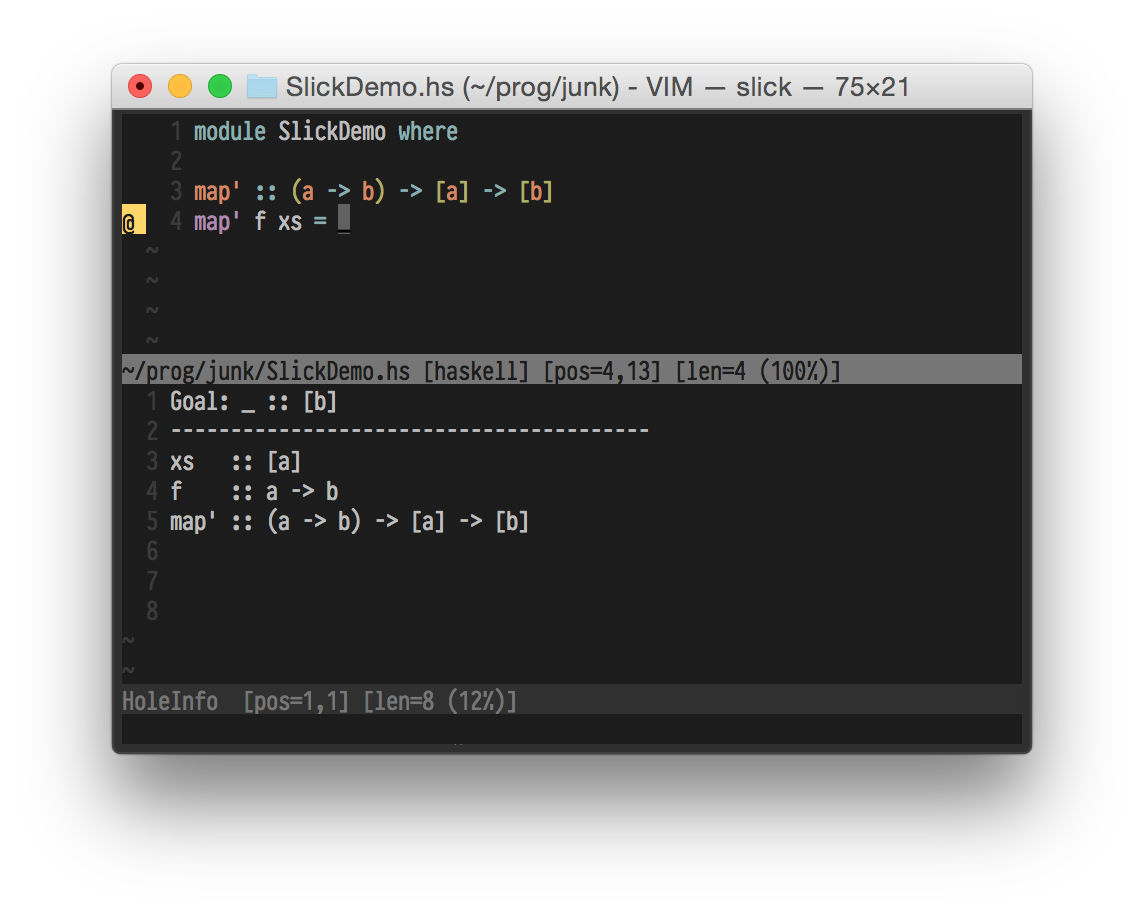 SlickDemo.hs (~/prog/junk) - VIM — slick — 75×21
1 module SlickDemo where
2
3 map' :: (a -> b) -> [a] -> [b]
@ 4 map' f xs = _
~
~
~
~
~/prog/junk/SlickDemo.hs [haskell] [pos=4,13] [len=4 (100%)]
1 Goal: _ :: [b]
2 ----------------------------------------
3 xs   :: [a]
4 f    :: a -> b
5 map' :: (a -> b) -> [a] -> [b]
6
7
8
~
~
HoleInfo  [pos=1,1] [len=8 (12%)]